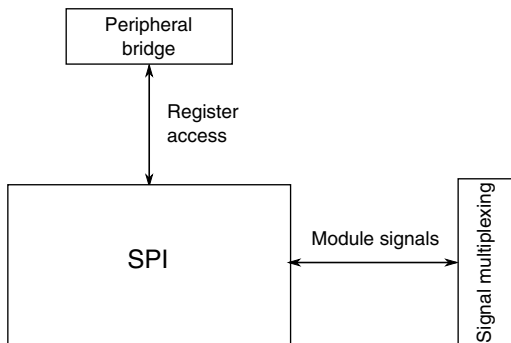 Peripheral
bridge
Register
access
SPI
Module signals
Signal multiplexing